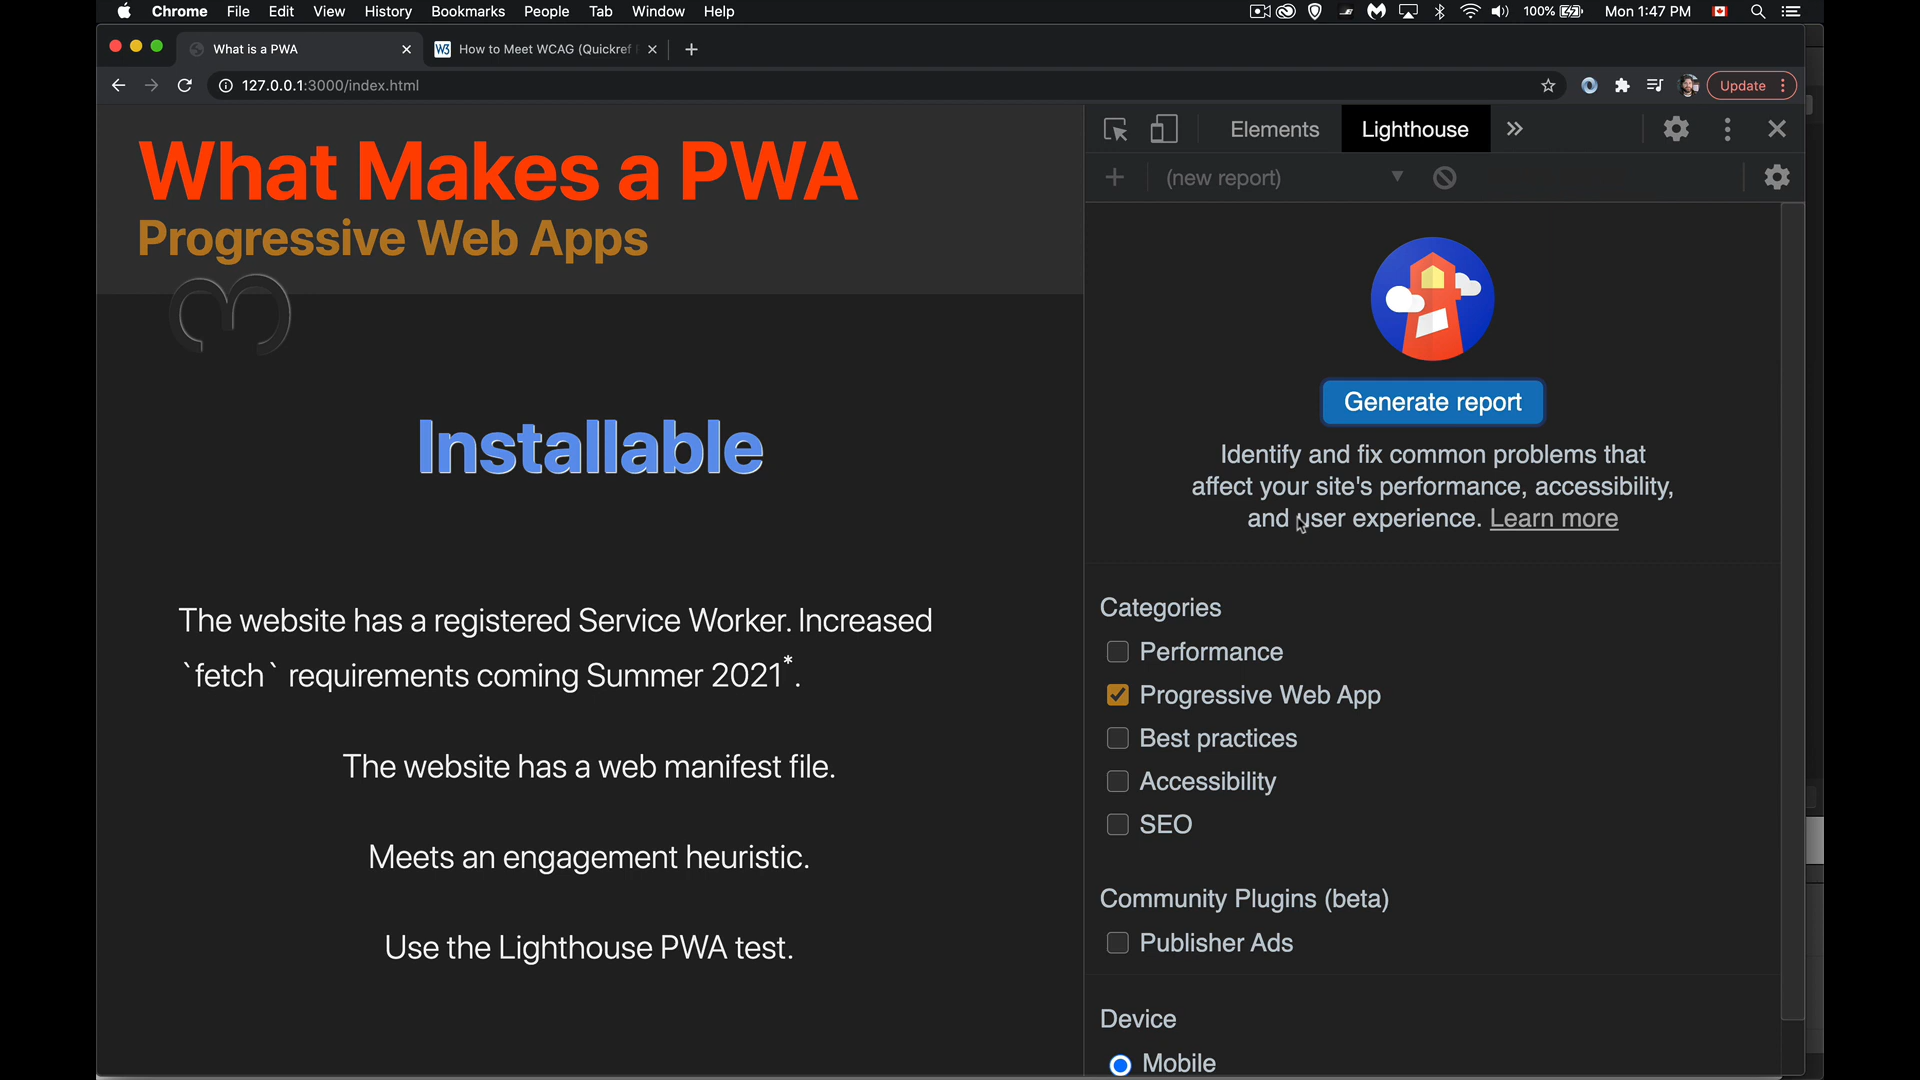 Chrome File Edit View History Bookmarks People Tab Window Help 100% Mon 1:47 PM
What is a PWA
W3 How to Meet WCAG (Quickref
127.0.0.1:3000/index.html Update
What Makes a PWA
Progressive Web Apps
3
Installable
The website has a registered Service Worker. Increased
`fetch` requirements coming Summer 2021*.
The website has a web manifest file.
Meets an engagement heuristic.
Use the Lighthouse PWA test.
Elements Lighthouse
(new report)
Generate report
Identify and fix common problems that
affect your site's performance, accessibility,
and user experience. Learn more
Categories
Performance
Progressive Web App
Best practices
Accessibility
SEO
Community Plugins (beta)
Publisher Ads
Device
Mobile